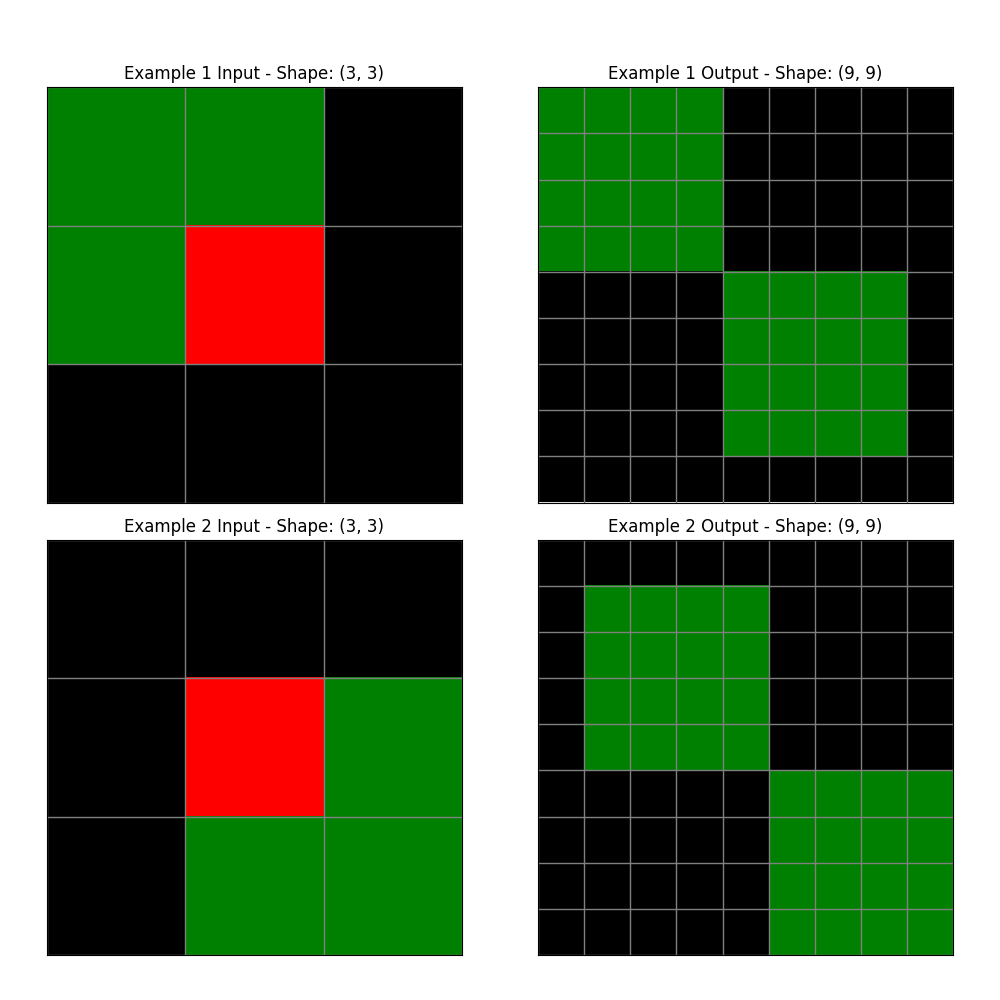 Example 1 Input - Shape: (3, 3)
Example 1 Output - Shape: (9, 9)
Example 2 Input - Shape: (3, 3)
Example 2 Output - Shape: (9, 9)